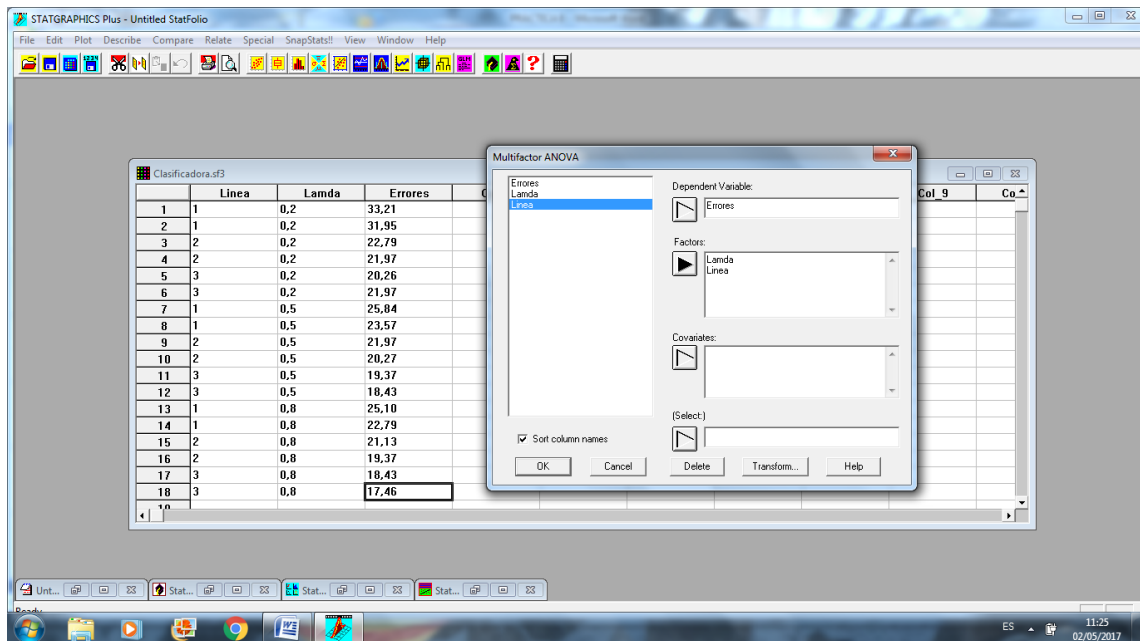 STATGRAPHICS Plus - Untitled StatFolio
File Edit Plot Describe Compare Relate Special SnapStats!! View Window Help
Clasificadora.sf3
Linea Lamda Errores Col_9
1 1 0,2 33,21
2 1 0,2 31,95
3 2 0,2 22,79
4 2 0,2 21,97
5 3 0,2 20,26
6 3 0,2 21,97
7 1 0,5 25,84
8 1 0,5 23,57
9 2 0,5 21,97
10 2 0,5 20,27
11 3 0,5 19,37
12 3 0,5 18,43
13 1 0,8 25,10
14 1 0,8 22,79
15 2 0,8 21,13
16 2 0,8 19,37
17 3 0,8 18,43
18 3 0,8 17,46
Multifactor ANOVA
Errores
Lamda
Linea
Sort column names
Dependent Variable:
Errores
Factors:
Lamda
Linea
Covariates:
(Select:)
OK Cancel Delete Transform... Help
Unt... Stat... Stat... Stat...
ES 11:25
02/05/2017